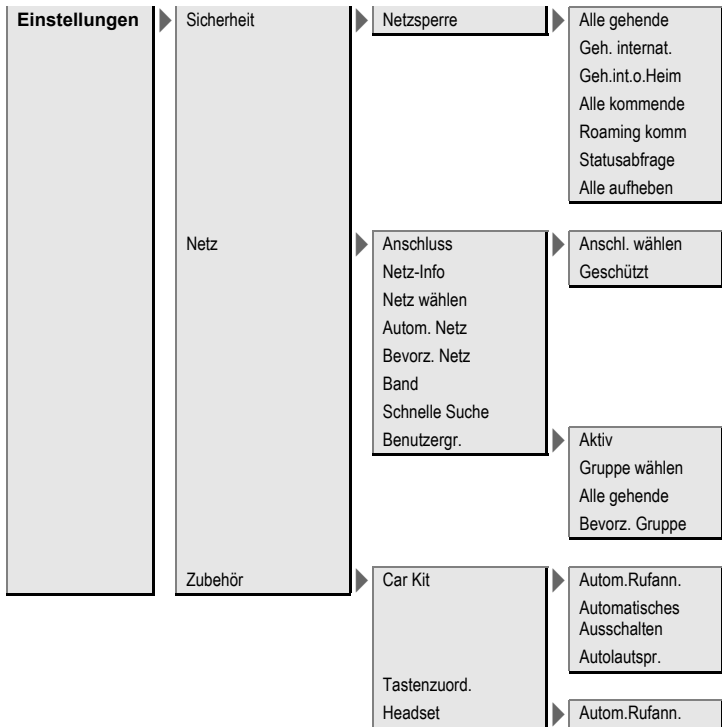 Einstellungen Sicherheit Netzsperre Alle gehende
Geh. internat.
Geh.int.o.Heim
Alle kommende
Roaming komm
Statusabfrage
Alle aufheben
Netz Anschluss Anschl. wählen
Netz-Info Geschützt
Netz wählen
Autom. Netz
Bevorz. Netz
Band
Schnelle Suche
Benutzergr. Aktiv
Gruppe wählen
Alle gehende
Bevorz. Gruppe
Zubehör Car Kit Autom.Rufann.
Automatisches
Ausschalten
Autolautspr.
Tastenzuord.
Headset Autom.Rufann.